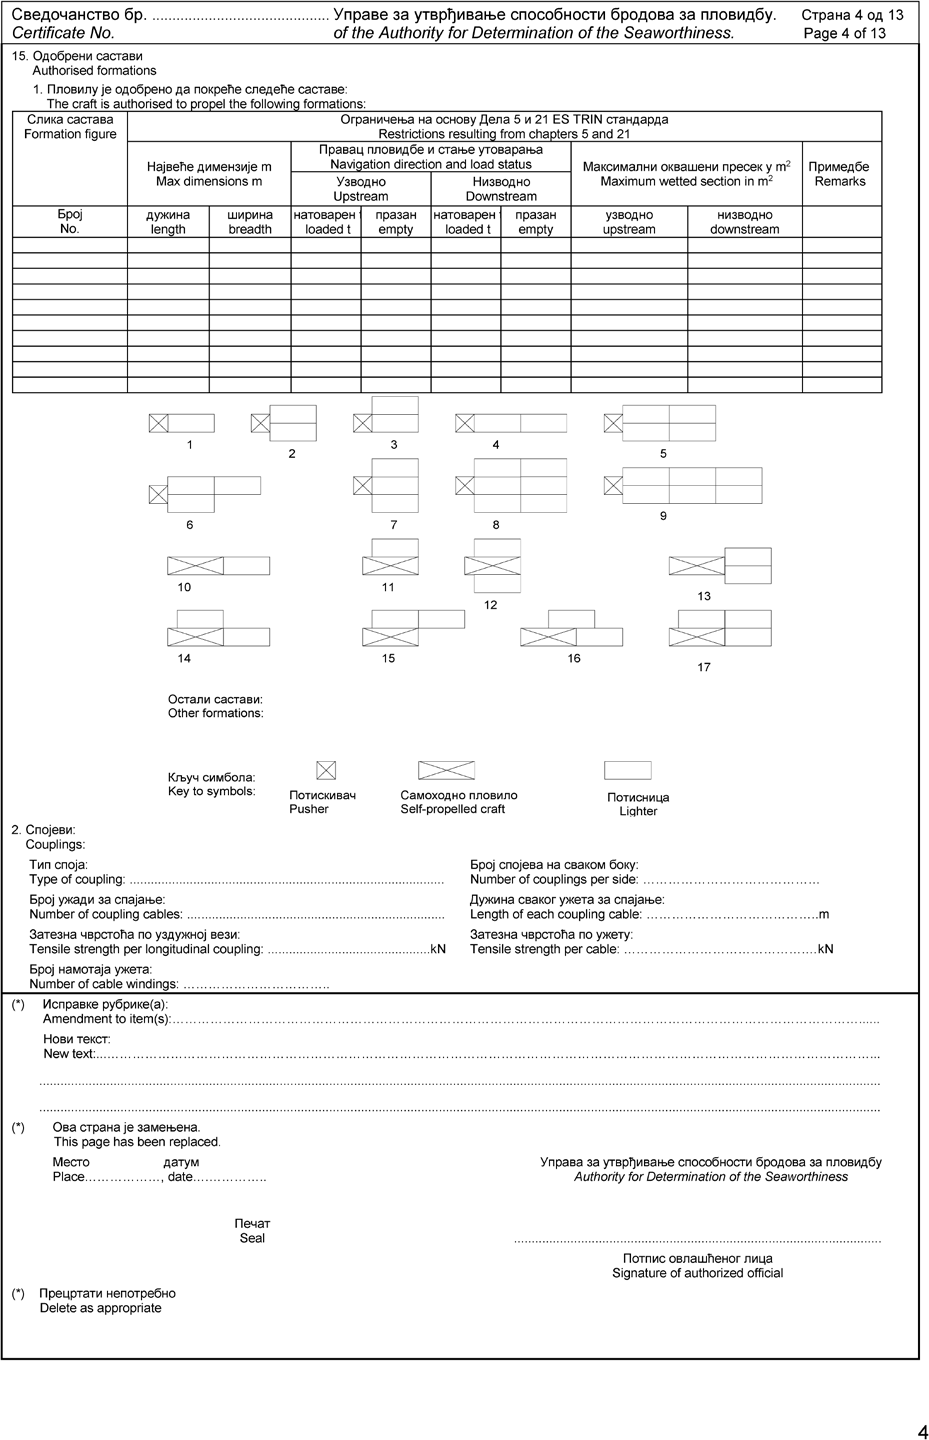 Сведочанство бр. .......................................... Управе за утврђивање способности бродова за пловидбу. Страна 4 од 13
Certificate No. of the Authority for Determination of the Seaworthiness. Page 4 of 13
15. Одобрени састави
Authorised formations
1. Пловилу је одобрено да покреће следеће саставе:
The craft is authorised to propel the following formations:
Слика састава
Formation figure
Ограничења на основу Дела 5 и 21 ES TRIN стандарда
Restrictions resulting from chapters 5 and 21
Највеће димензије m
Max dimensions m
Правац пловидбе и стање утоварања
Navigation direction and load status
Узводно
Upstream
Низводно
Downstream
Максимални оквашени пресек у m²
Maximum wetted section in m²
Примедбе
Remarks
Број
No.
дужина
length
ширина
breadth
натоварен t
loaded t
празан
empty
натоварен t
loaded t
празан
empty
узводно
upstream
низводно
downstream
1
2
3
4
5
6
7
8
9
10
11
12
13
14
15
16
17
Остали састави:
Other formations:
Кључ симбола:
Key to symbols:
Потискивач
Pusher
Самоходно пловило
Self-propelled craft
Потисница
Lighter
2. Спојеви:
Couplings:
Тип споја:
Type of coupling: ........................................................................................
Број спојева на сваком боку:
Number of couplings per side: ……………………………………
Број ужади за спајање:
Number of coupling cables: .........................................................................
Дужина сваког ужета за спајање:
Length of each coupling cable: …………………………………..m
Затезна чврстоћа по уздужној вези:
Tensile strength per longitudinal coupling: ..............................................kN
Затезна чврстоћа по ужету:
Tensile strength per cable: ……………………………………….kN
Број намотаја ужета:
Number of cable windings: ……………………………..
(*) Исправке рубрике(а):
Amendment to item(s):…………………………………………………………………………………………………………......
Нови текст:
New text:...…………………………………………………………………………………………………………………………...
..........................................................................................................................................
..........................................................................................................................................
(*) Ова страна је замењена.
This page has been replaced.
Место датум
Place………………, date……………..
Управа за утврђивање способности бродова за пловидбу
Authority for Determination of the Seaworthiness
Печат
Seal
.......................................................................................................
Потпис овлашћеног лица
Signature of authorized official
(*) Прецртати непотребно
Delete as appropriate
4